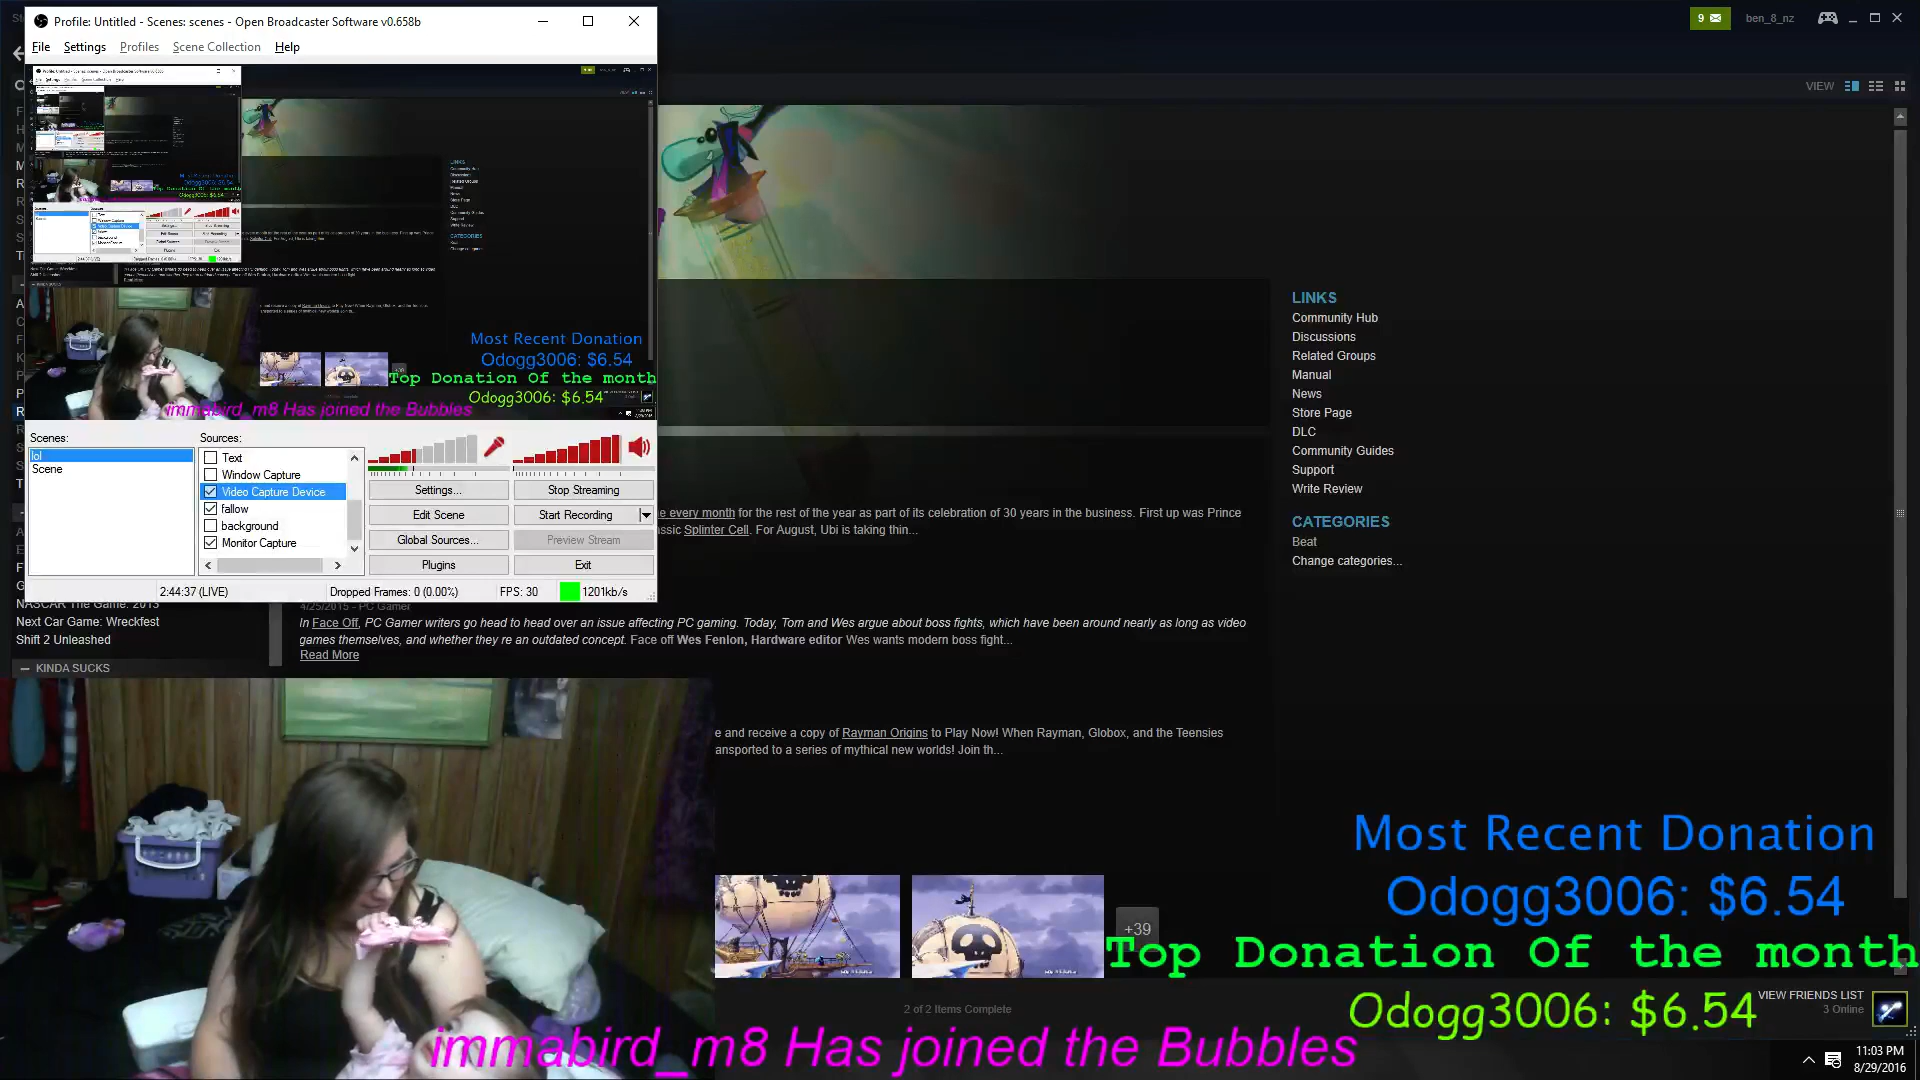 Profile: Untitled - Scenes: scenes - Open Broadcaster Software v0.658b
File Settings Profiles Scene Collection Help
9
ben_8_nz
VIEW
Most Recent Donation
Odogg3006: $6.54
Top Donation Of the month
Odogg3006: $6.54
immabird_m8 Has joined the Bubbles
Scenes:
lol
Scene
Sources:
Text
Window Capture
Video Capture Device
fallow
background
Monitor Capture
Settings...
Stop Streaming
Edit Scene
Start Recording
Global Sources...
Preview Stream
Plugins
Exit
2:44:37 (LIVE)
Dropped Frames: 0 (0.00%)
FPS: 30
1201kb/s
LINKS
Community Hub
Discussions
Related Groups
Manual
News
Store Page
DLC
Community Guides
Support
Write Review
CATEGORIES
Beat
Change categories...
e every month for the rest of the year as part of its celebration of 30 years in the business. First up was Prince
assic Splinter Cell. For August, Ubi is taking thin...
NASCAR The Game: 2013
Next Car Game: Wreckfest
Shift 2 Unleashed
KINDA SUCKS
4/25/2015 - PC Gamer
In Face Off, PC Gamer writers go head to head over an issue affecting PC gaming. Today, Tom and Wes argue about boss fights, which have been around nearly as long as video
games themselves, and whether they re an outdated concept. Face off Wes Fenlon, Hardware editor Wes wants modern boss fight...
Read More
e and receive a copy of Rayman Origins to Play Now! When Rayman, Globox, and the Teensies
ansported to a series of mythical new worlds! Join th...
+39
2 of 2 Items Complete
Most Recent Donation
Odogg3006: $6.54
Top Donation Of the month
Odogg3006: $6.54
VIEW FRIENDS LIST
3 Online
immabird_m8 Has joined the Bubbles
11:03 PM
8/29/2016